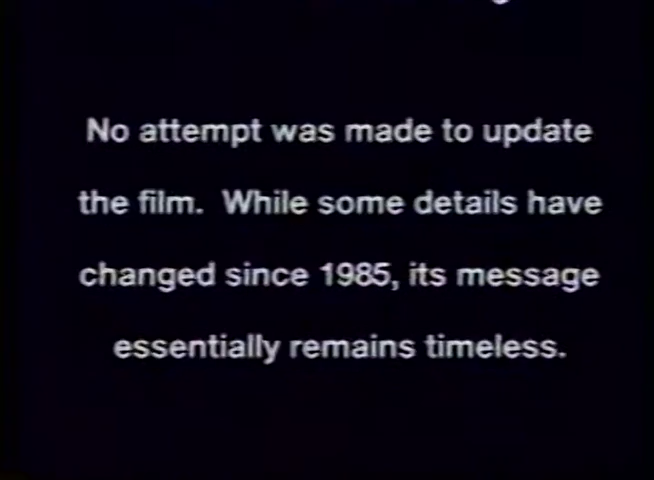 No attempt was made to update
the film. While some details have
changed since 1985, its message
essentially remains timeless.